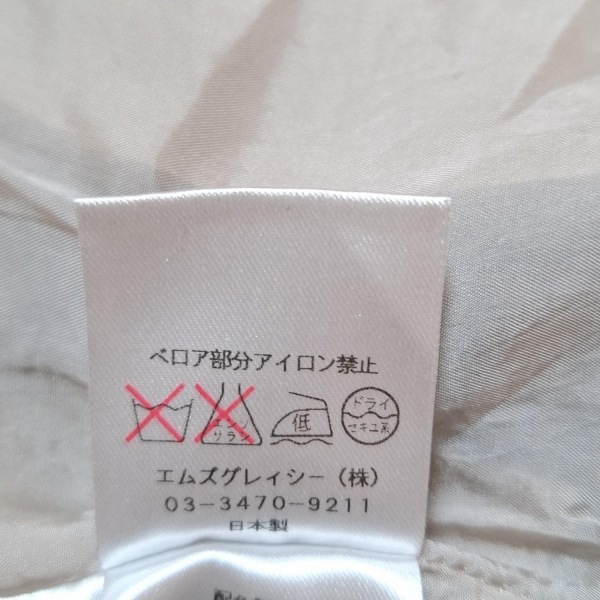 ベロア部分アイロン禁止
エンソ
サラシ
低
ドライ
セキユ系
エムズグレイシー（株）
03-3470-9211
日本製